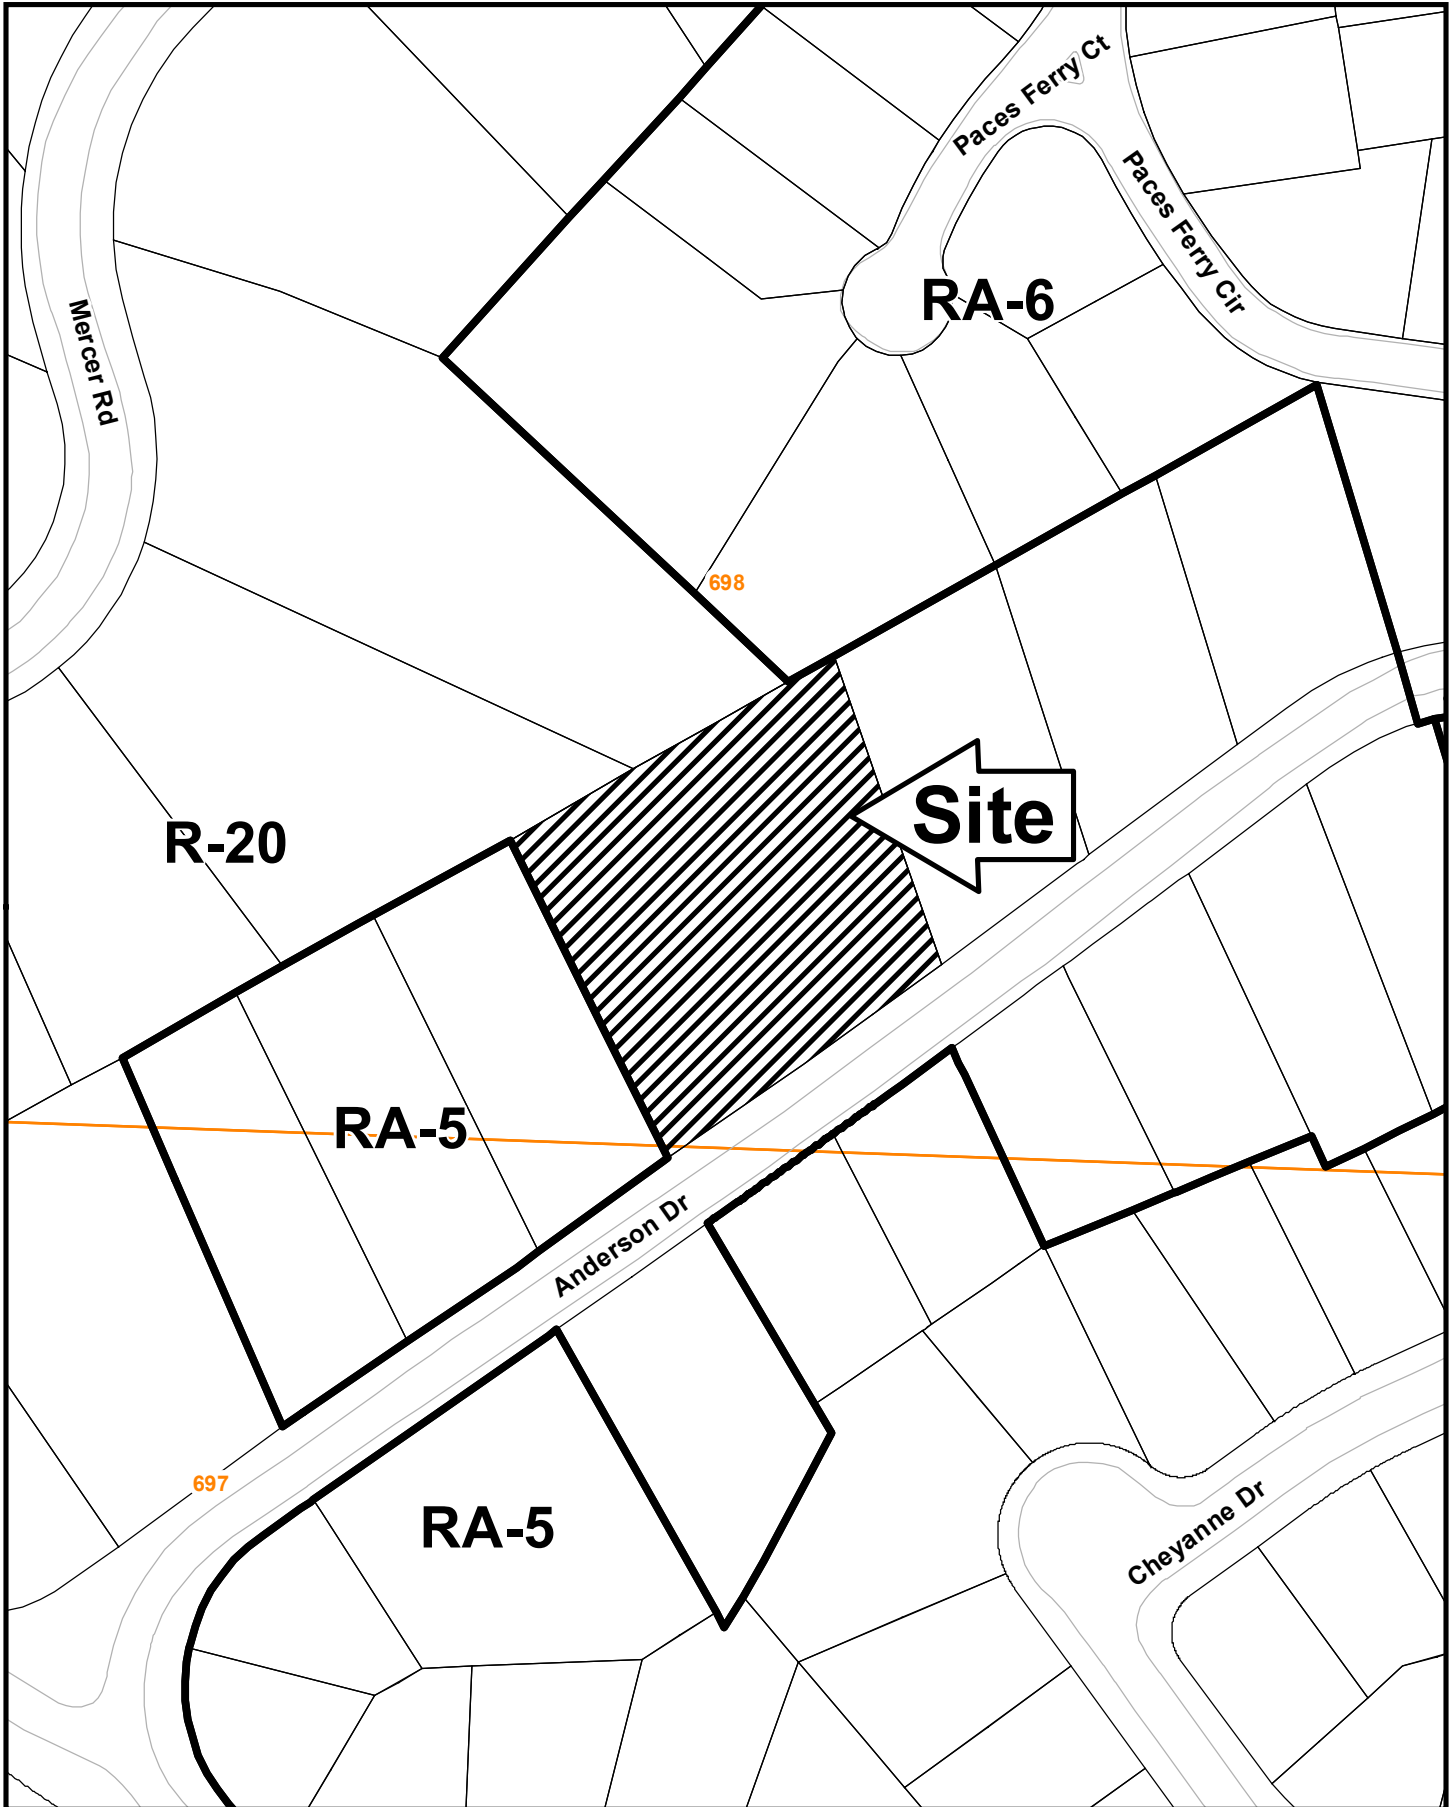 Paces Ferry Ct
Paces Ferry Cir
RA-6
Mercer Rd
698
Site
R-20
RA-5
Anderson Dr
697
RA-5
Cheyanne Dr